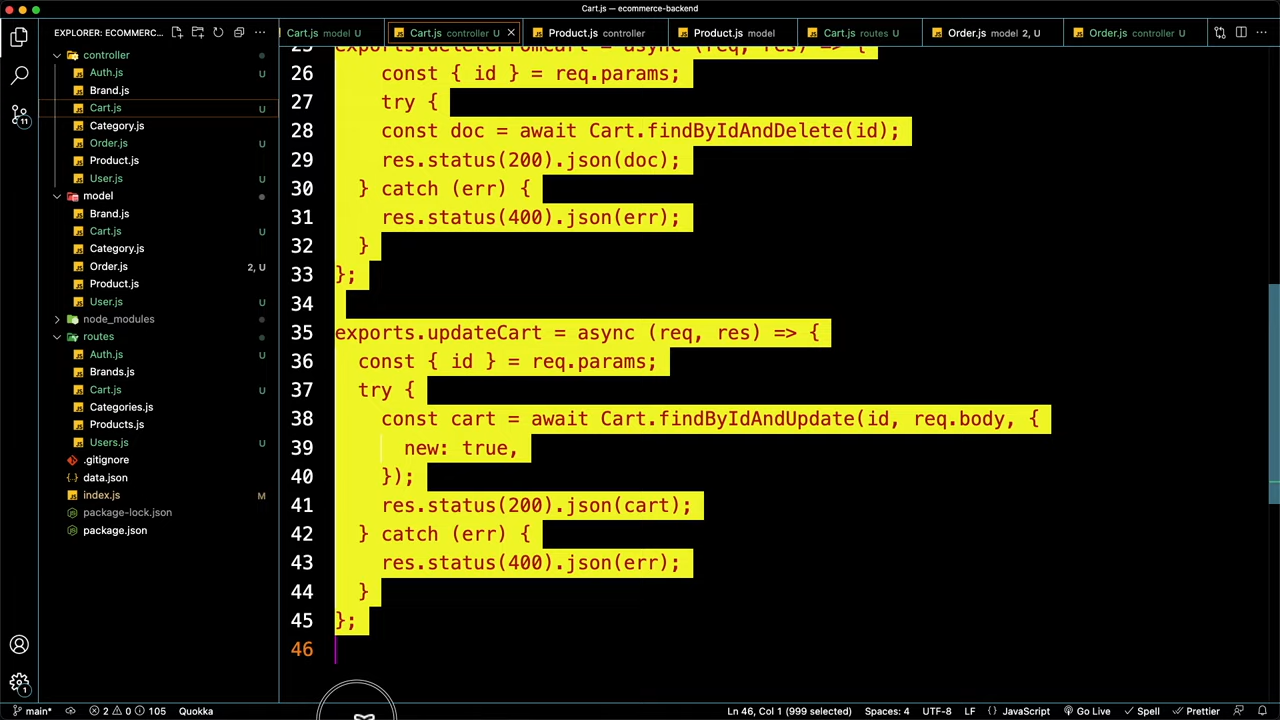 Cart.js — ecommerce-backend
EXPLORER: ECOMMERC...
Cart.js model U
Cart.js controller U
Product.js controller
Product.js model
Cart.js routes U
Order.js model 2, U
Order.js controller U
controller
Auth.js U
Brand.js
Cart.js U
Category.js
Order.js U
Product.js
User.js U
model
Brand.js
Cart.js U
Category.js
Order.js 2, U
Product.js
User.js U
node_modules
routes
Auth.js U
Brands.js
Cart.js U
Categories.js
Products.js
Users.js U
.gitignore
data.json
index.js M
package-lock.json
package.json
11
1
25 exports.deleteFromCart = async (req, res) => {
26 const { id } = req.params;
27 try {
28 const doc = await Cart.findByIdAndDelete(id);
29 res.status(200).json(doc);
30 } catch (err) {
31 res.status(400).json(err);
32 }
33 };
34
35 exports.updateCart = async (req, res) => {
36 const { id } = req.params;
37 try {
38 const cart = await Cart.findByIdAndUpdate(id, req.body, {
39 new: true,
40 });
41 res.status(200).json(cart);
42 } catch (err) {
43 res.status(400).json(err);
44 }
45 };
46
main* 2 0 105 Quokka Ln 46, Col 1 (999 selected) Spaces: 4 UTF-8 LF {} JavaScript Go Live Spell Prettier